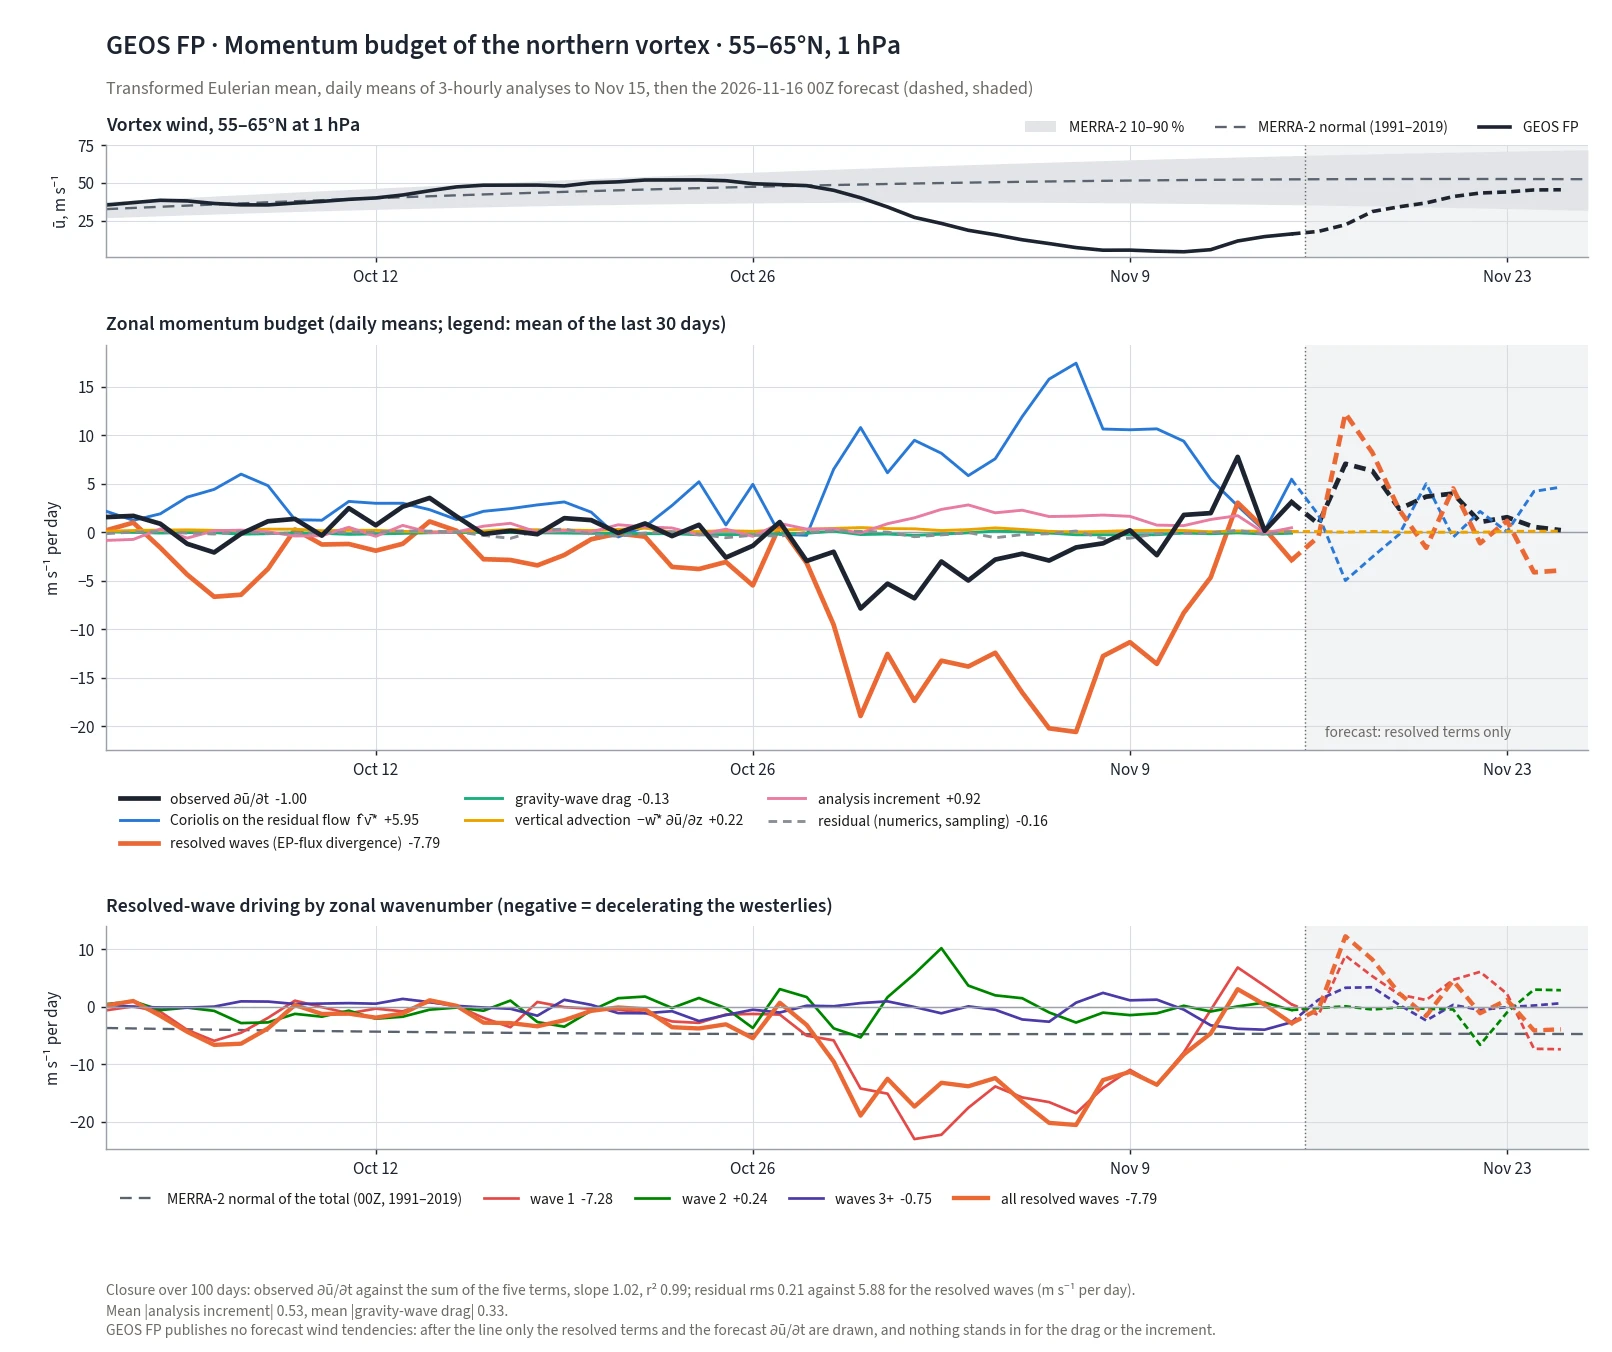 GEOS FP · Momentum budget of the northern vortex · 55–65°N, 1 hPa
Transformed Eulerian mean, daily means of 3-hourly analyses to Nov 15, then the 2026-11-16 00Z forecast (dashed, shaded)
Vortex wind, 55–65°N at 1 hPa
MERRA-2 10–90 %
MERRA-2 normal (1991–2019)
GEOS FP
75
50
25
ū, m s⁻¹
Oct 12
Oct 26
Nov 9
Nov 23
Zonal momentum budget (daily means; legend: mean of the last 30 days)
15
10
5
0
−5
−10
−15
−20
m s⁻¹ per day
forecast: resolved terms only
Oct 12
Oct 26
Nov 9
Nov 23
observed ∂ū/∂t -1.00
gravity-wave drag -0.13
analysis increment +0.92
Coriolis on the residual flow f v̄* +5.95
vertical advection −w̄* ∂ū/∂z +0.22
residual (numerics, sampling) -0.16
resolved waves (EP-flux divergence) -7.79
Resolved-wave driving by zonal wavenumber (negative = decelerating the westerlies)
10
0
−10
−20
m s⁻¹ per day
Oct 12
Oct 26
Nov 9
Nov 23
MERRA-2 normal of the total (00Z, 1991–2019)
wave 1 -7.28
wave 2 +0.24
waves 3+ -0.75
all resolved waves -7.79
Closure over 100 days: observed ∂ū/∂t against the sum of the five terms, slope 1.02, r² 0.99; residual rms 0.21 against 5.88 for the resolved waves (m s⁻¹ per day).
Mean |analysis increment| 0.53, mean |gravity-wave drag| 0.33.
GEOS FP publishes no forecast wind tendencies: after the line only the resolved terms and the forecast ∂ū/∂t are drawn, and nothing stands in for the drag or the increment.